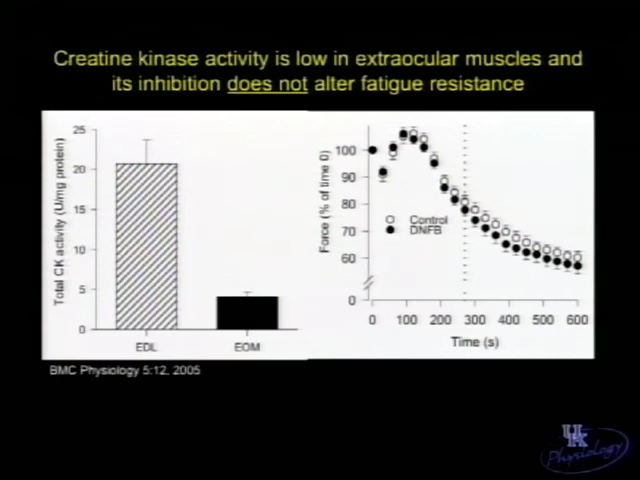 Creatine kinase activity is low in extraocular muscles and
its inhibition does not alter fatigue resistance
Total CK activity (U/mg protein)
25
20
15
10
5
0
EDL
EOM
Force (% of time 0)
100
90
80
70
60
0
Control
DNFB
0
100
200
300
400
500
600
Time (s)
BMC Physiology 5:12, 2005
UK
Physiology